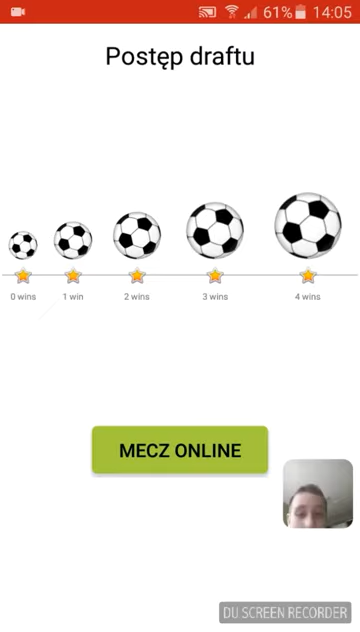 61% 14:05
Postęp draftu
0 wins 1 win 2 wins 3 wins 4 wins
MECZ ONLINE
DU SCREEN RECORDER